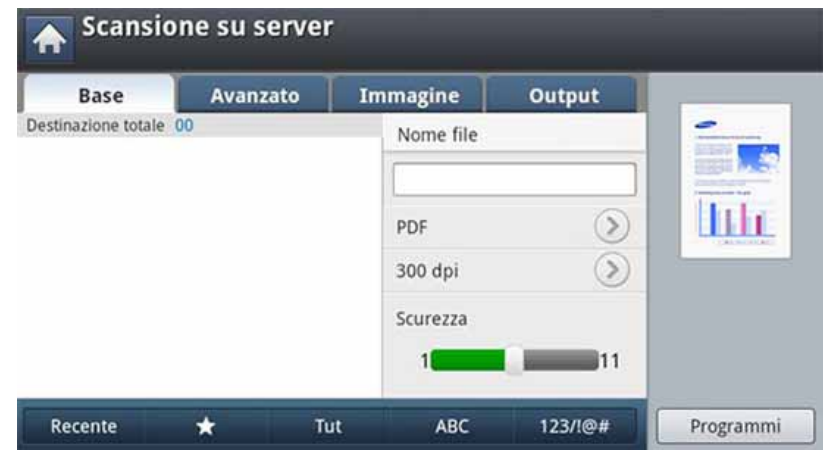 Scansione su server
Base Avanzato Immagine Output
Destinazione totale 00
Nome file
PDF
300 dpi
Scurezza
1 11
Recente ★ Tut ABC 123/!@# Programmi